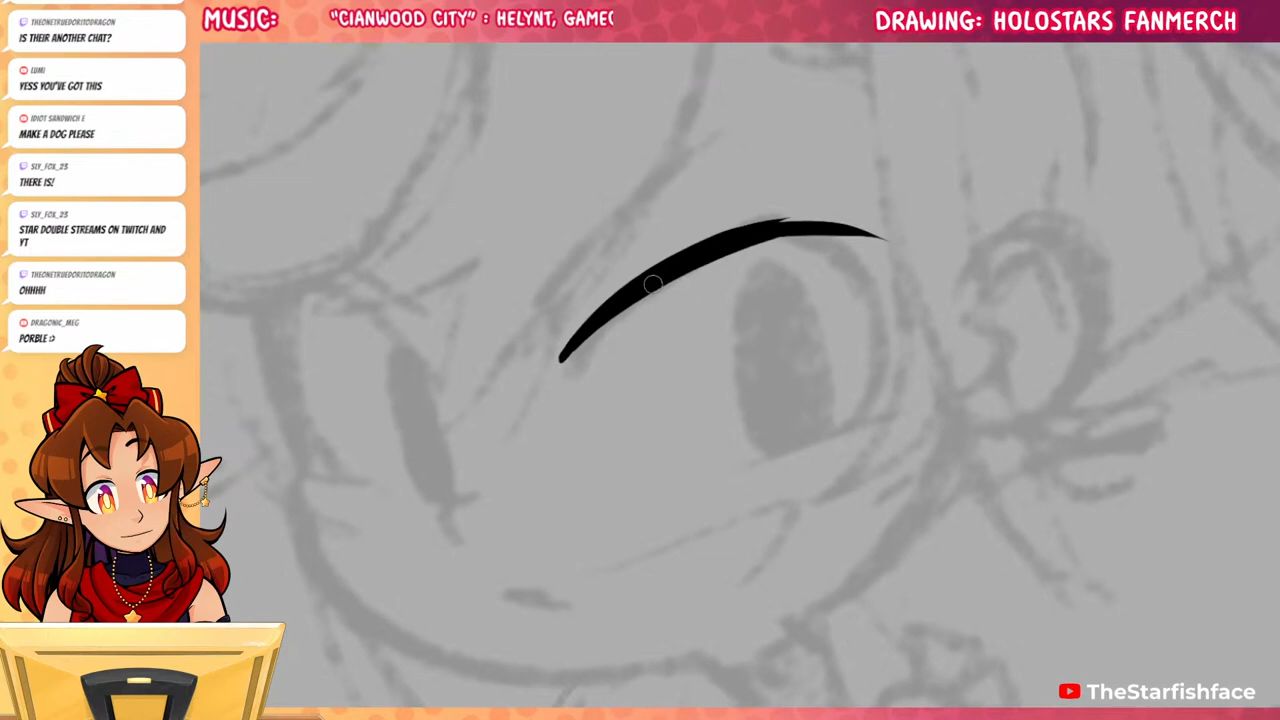 MUSIC: "CIANWOOD CITY" : HELYNT, GAMEC
DRAWING: HOLOSTARS FANMERCH
THEONETRUEDORITODRAGON
IS THEIR ANOTHER CHAT?
LUMI
YESS YOU'VE GOT THIS
IDIOT SANDWICH E
MAKE A DOG PLEASE
SLY_FOX_23
THERE IS!
SLY_FOX_23
STAR DOUBLE STREAMS ON TWITCH AND
YT
THEONETRUEDORITODRAGON
OHHHH
DRAGONIC_MEG
PORBLE :>
TheStarfishface